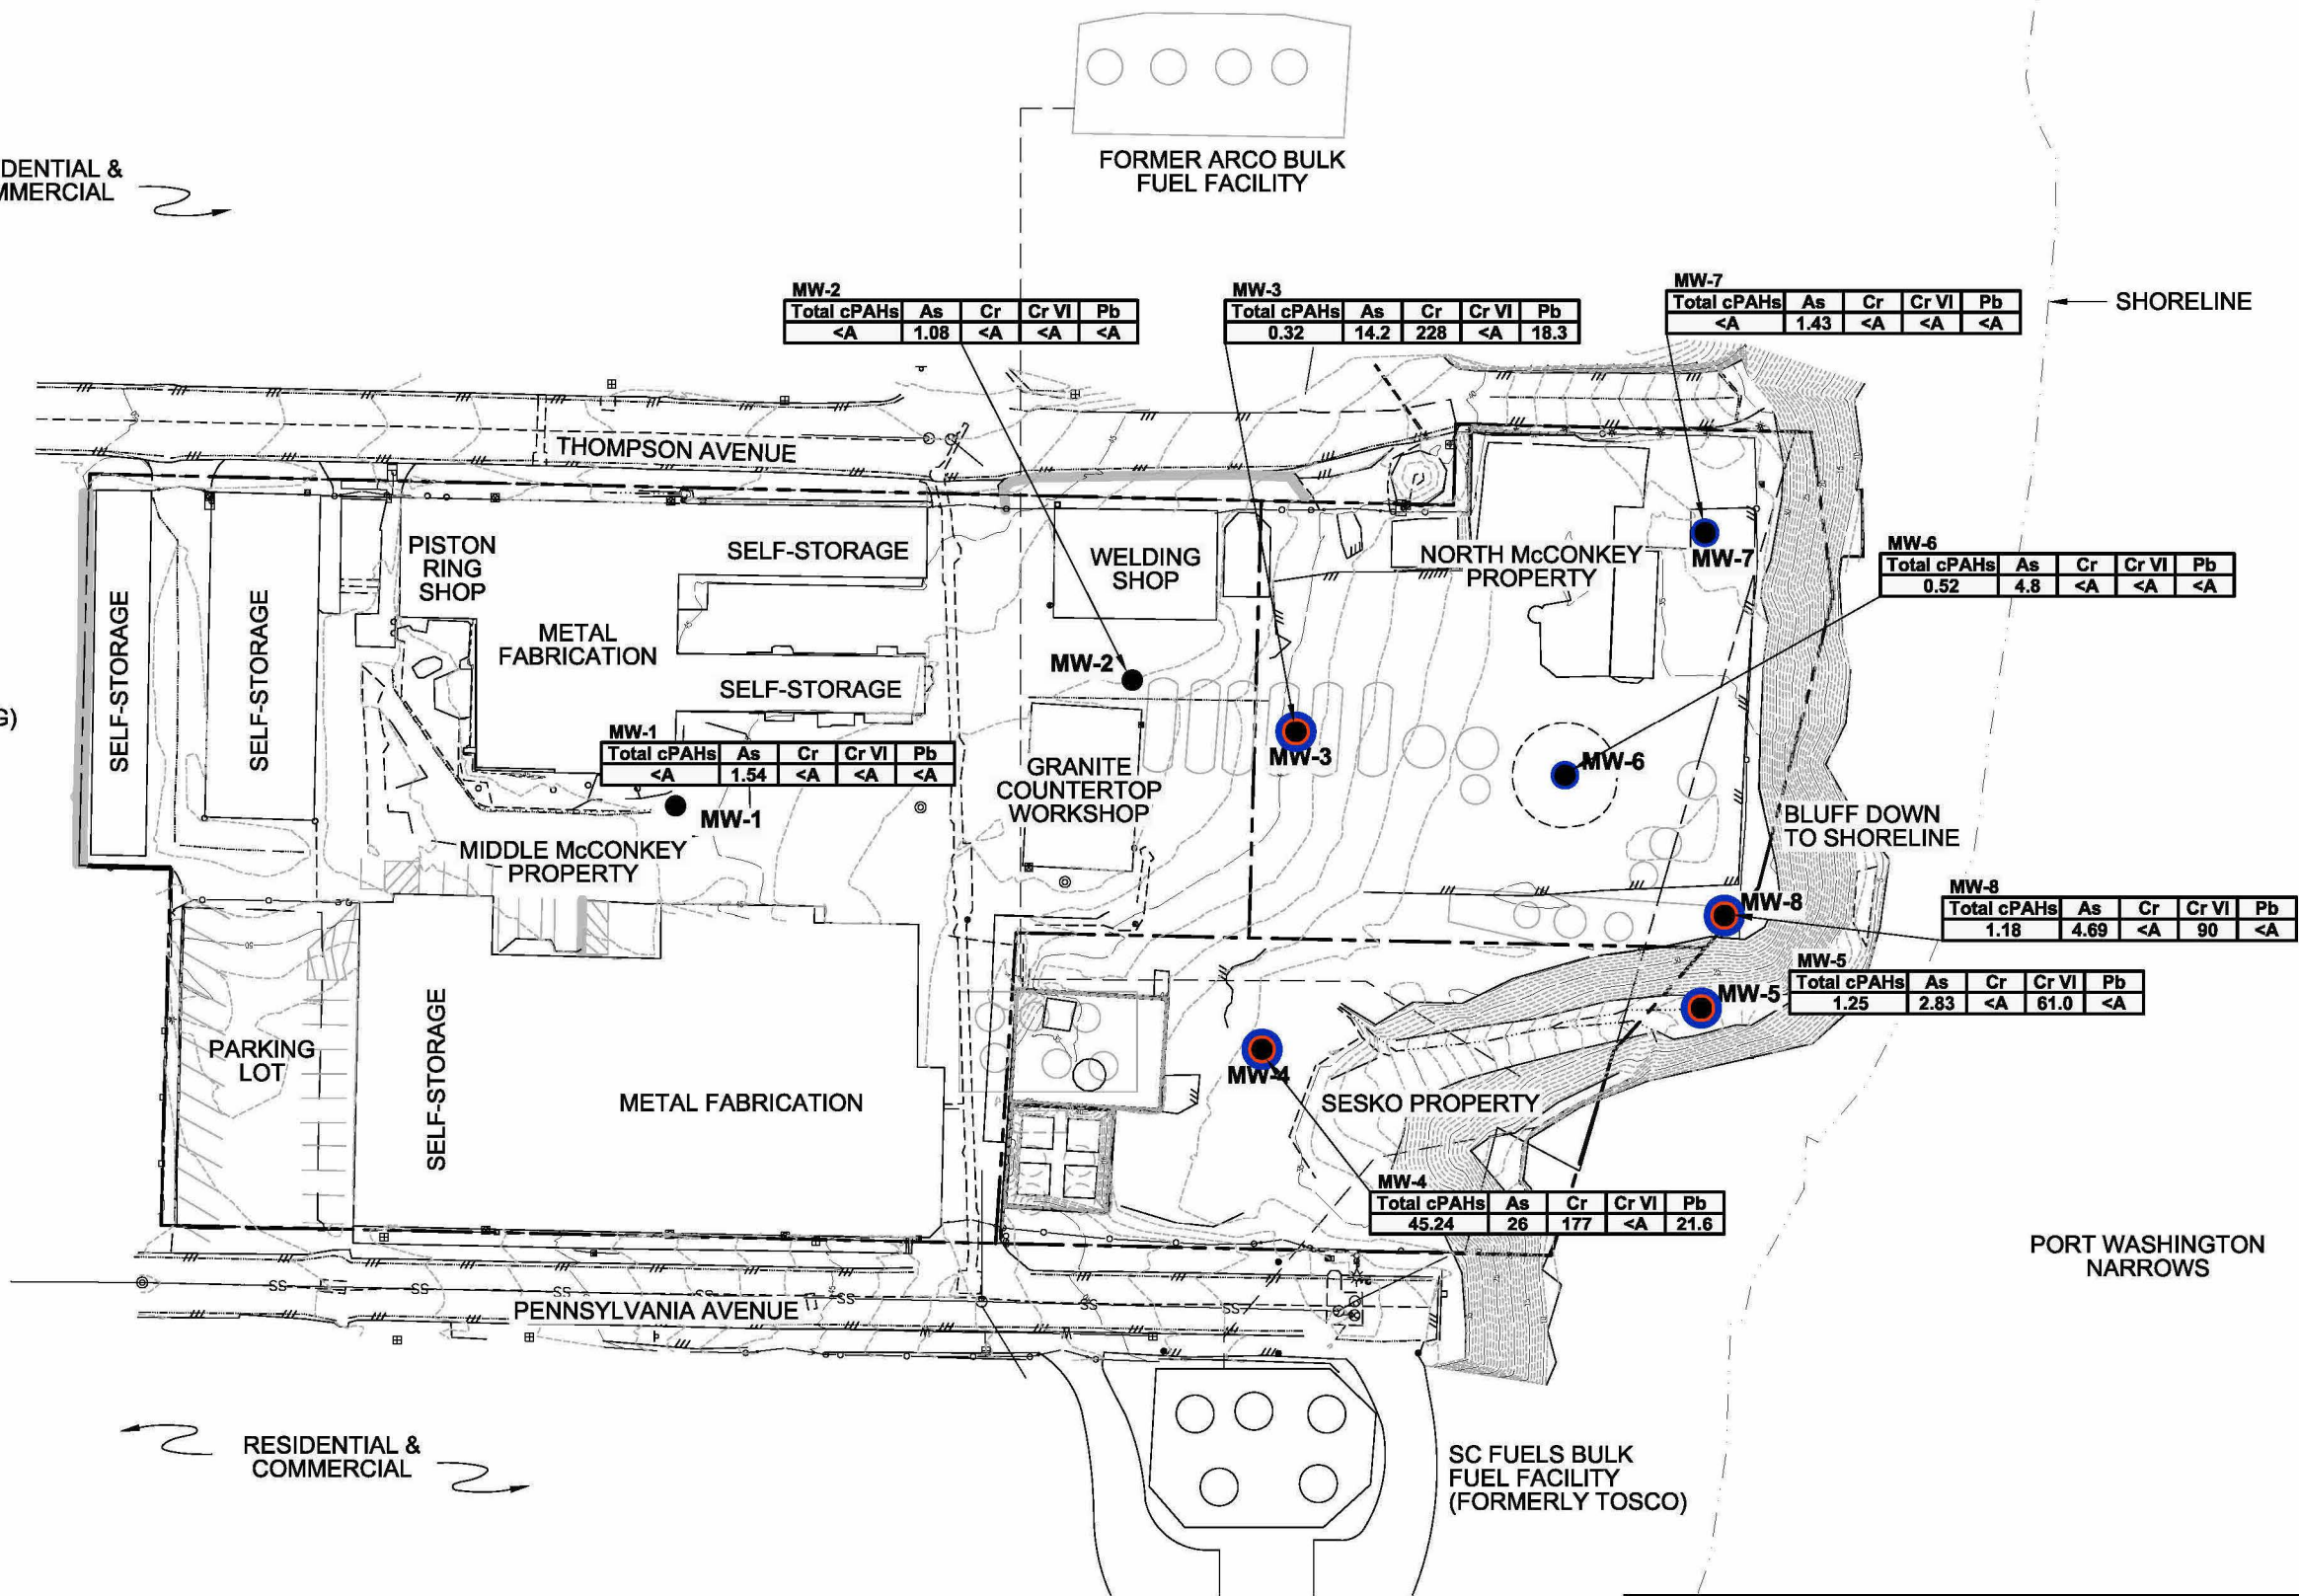 FORMER ARCO BULK
FUEL FACILITY
DENTIAL &
MMERCIAL
MW-2
Total cPAHs As Cr Cr VI Pb
<A 1.08 <A <A <A
MW-3
Total cPAHs As Cr Cr VI Pb
0.32 14.2 228 <A 18.3
MW-7
Total cPAHs As Cr Cr VI Pb
<A 1.43 <A <A <A
SHORELINE
THOMPSON AVENUE
PISTON
RING
SHOP
SELF-STORAGE
WELDING
SHOP
NORTH McCONKEY
PROPERTY
MW-7
MW-6
Total cPAHs As Cr Cr VI Pb
0.52 4.8 <A <A <A
SELF-STORAGE
SELF-STORAGE
METAL
FABRICATION
SELF-STORAGE
MW-2
G)
MW-1
Total cPAHs As Cr Cr VI Pb
<A 1.54 <A <A <A
MW-1
MW-3
MW-6
GRANITE
COUNTERTOP
WORKSHOP
MIDDLE McCONKEY
PROPERTY
BLUFF DOWN
TO SHORELINE
MW-8
MW-8
Total cPAHs As Cr Cr VI Pb
1.18 4.69 <A 90 <A
MW-5
MW-5
Total cPAHs As Cr Cr VI Pb
1.25 2.83 <A 61.0 <A
PARKING
LOT
SELF-STORAGE
METAL FABRICATION
MW-4
SESKO PROPERTY
MW-4
Total cPAHs As Cr Cr VI Pb
45.24 26 177 <A 21.6
PORT WASHINGTON
NARROWS
SS SS SS SS SS SS SS
PENNSYLVANIA AVENUE
RESIDENTIAL &
COMMERCIAL
SC FUELS BULK
FUEL FACILITY
(FORMERLY TOSCO)